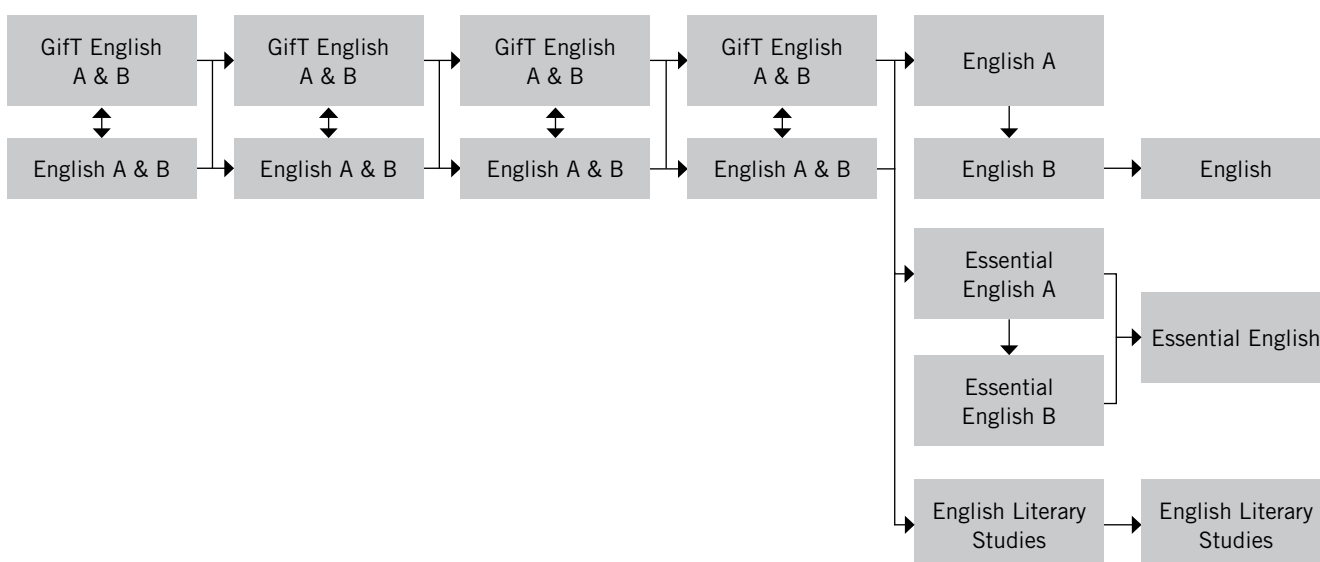 GifT English
A & B
GifT English
A & B
GifT English
A & B
GifT English
A & B
English A
English A & B
English A & B
English A & B
English A & B
English B
English
Essential
English A
Essential English
Essential
English B
English Literary
Studies
English Literary
Studies